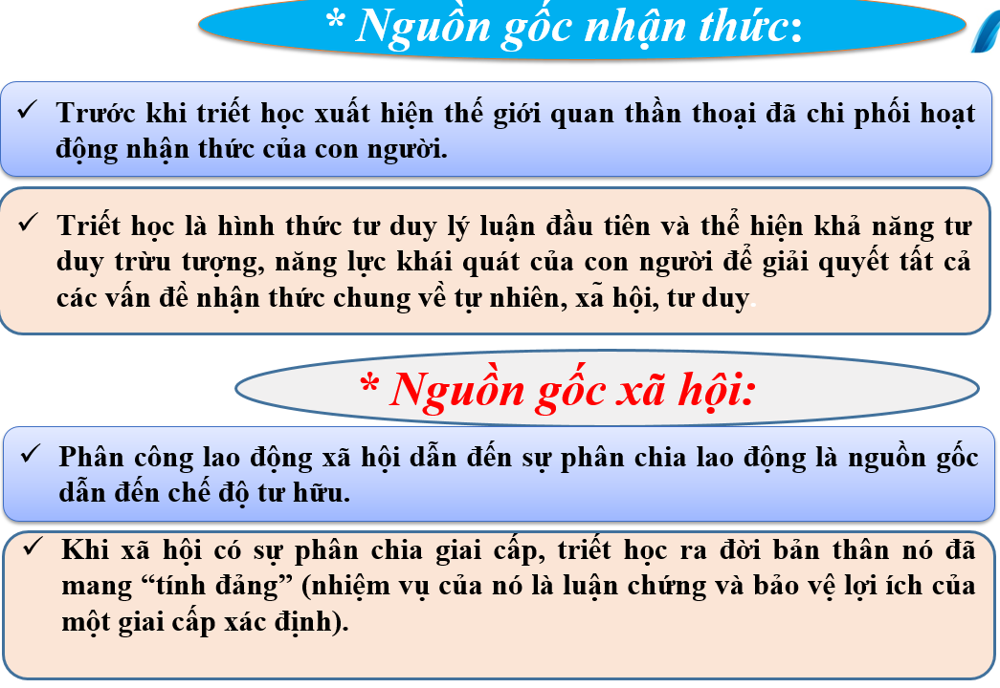 * Nguồn gốc nhận thức:
✓ Trước khi triết học xuất hiện thế giới quan thần thoại đã chi phối hoạt
động nhận thức của con người.
✓ Triết học là hình thức tư duy lý luận đầu tiên và thể hiện khả năng tư
duy trừu tượng, năng lực khái quát của con người để giải quyết tất cả
các vấn đề nhận thức chung về tự nhiên, xã hội, tư duy.
* Nguồn gốc xã hội:
✓ Phân công lao động xã hội dẫn đến sự phân chia lao động là nguồn gốc
dẫn đến chế độ tư hữu.
✓ Khi xã hội có sự phân chia giai cấp, triết học ra đời bản thân nó đã
mang “tính đảng” (nhiệm vụ của nó là luận chứng và bảo vệ lợi ích của
một giai cấp xác định).